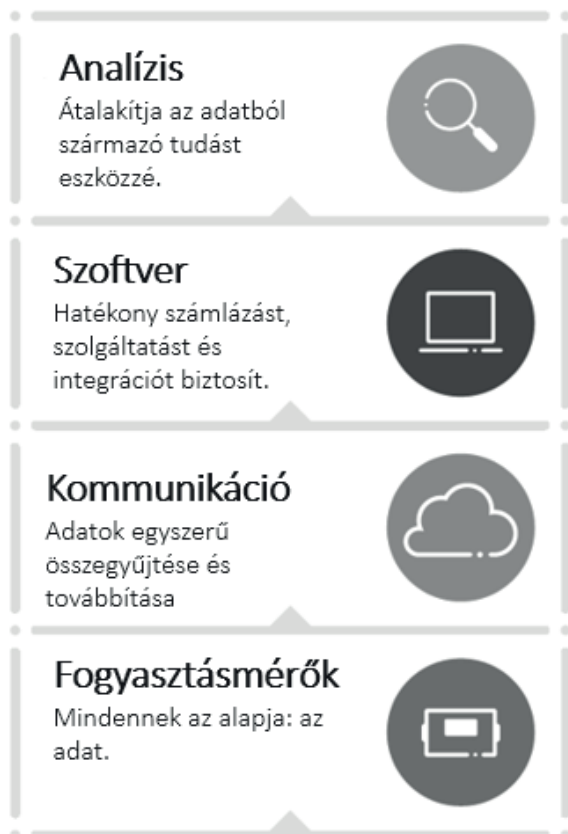 Analízis
Átalakítja az adatból
származó tudást
eszközzé.
Szoftver
Hatékony számlázást,
szolgáltatást és
integrációt biztosít.
Kommunikáció
Adatok egyszerű
összegyűjtése és
továbbítása
Fogyasztásmérők
Mindennek az alapja: az
adat.